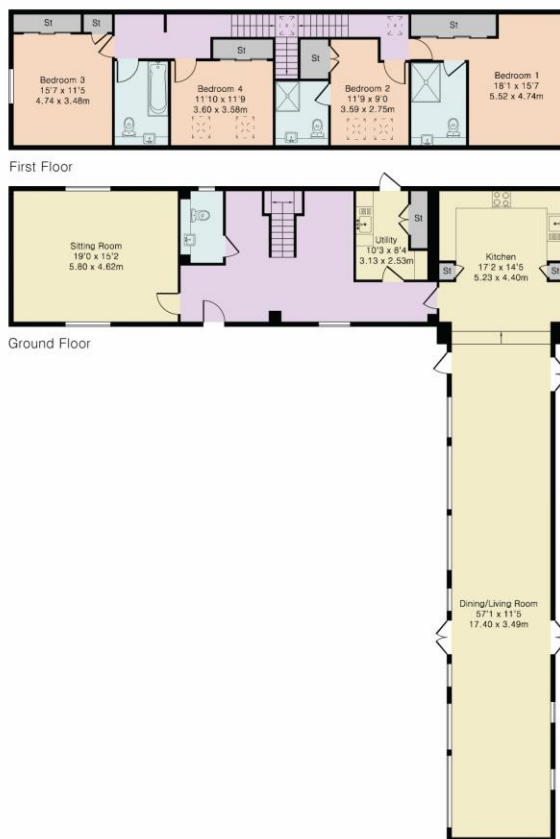 St
St
St
St
St
Bedroom 3
15'7 x 11'5
4.74 x 3.48m
Bedroom 4
11'10 x 11'9
3.60 x 3.58m
Bedroom 2
11'9 x 9'0
3.59 x 2.75m
Bedroom 1
18'1 x 15'7
5.52 x 4.74m
First Floor
Sitting Room
19'0 x 15'2
5.80 x 4.62m
Utility
10'3 x 8'4
3.13 x 2.53m
St
Kitchen
17'2 x 14'5
5.23 x 4.40m
St
St
Ground Floor
Dining/Living Room
57'1 x 11'5
17.40 x 3.49m